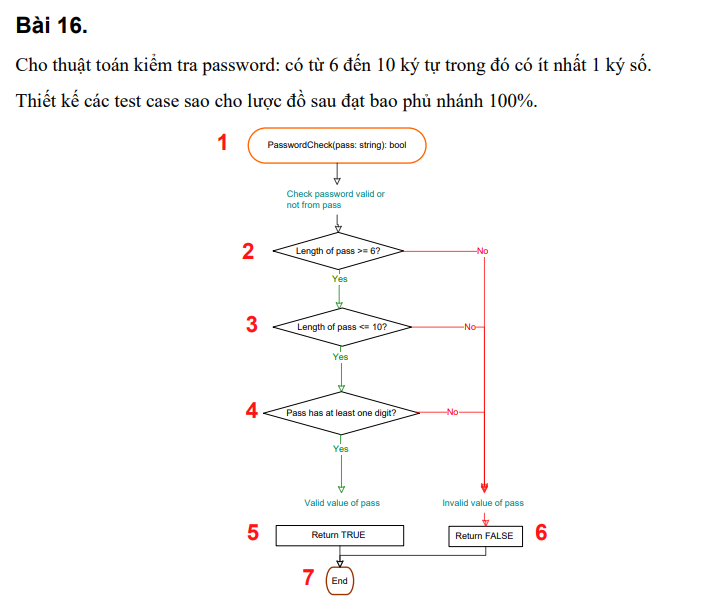 Bài 16.
Cho thuật toán kiểm tra password: có từ 6 đến 10 ký tự trong đó có ít nhất 1 ký số.
Thiết kế các test case sao cho lược đồ sau đạt bao phủ nhánh 100%.
1
PasswordCheck(pass: string): bool
Check password valid or
not from pass
2
Length of pass >= 6?
No
Yes
3
Length of pass <= 10?
No
Yes
4
Pass has at least one digit?
No
Yes
Valid value of pass
Invalid value of pass
5
Return TRUE
Return FALSE
6
7
End